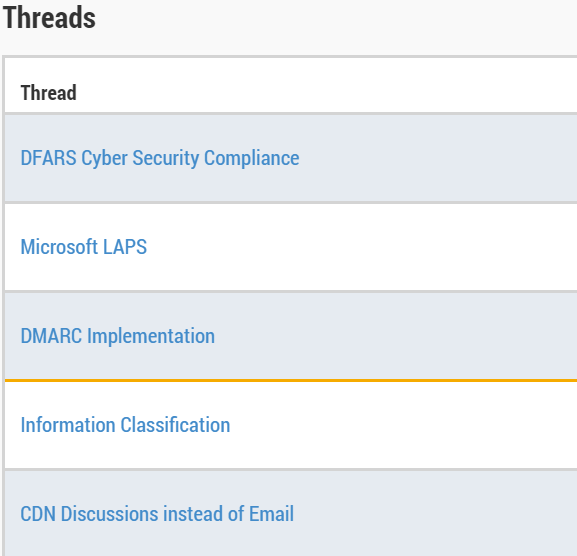 Threads
Thread
DFARS Cyber Security Compliance
Microsoft LAPS
DMARC Implementation
Information Classification
CDN Discussions instead of Email